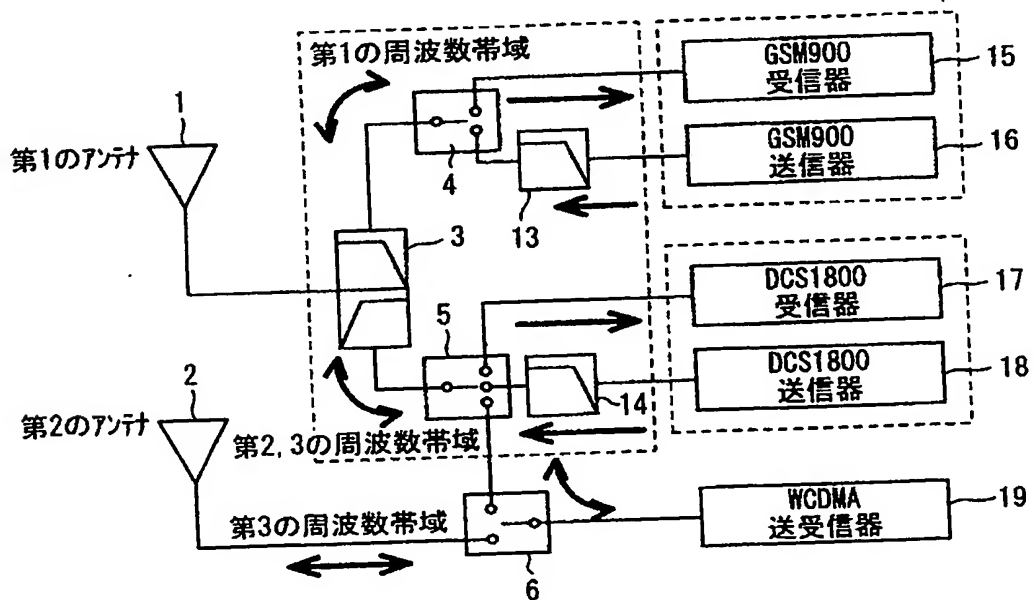 第1の周波数帯域
GSM900
受信器
15
1
第1のアンテナ
4
GSM900
送信器
16
13
3
DCS1800
受信器
17
5
DCS1800
送信器
18
14
2
第2のアンテナ
第2,3の周波数帯域
第3の周波数帯域
WCDMA
送受信器
19
6